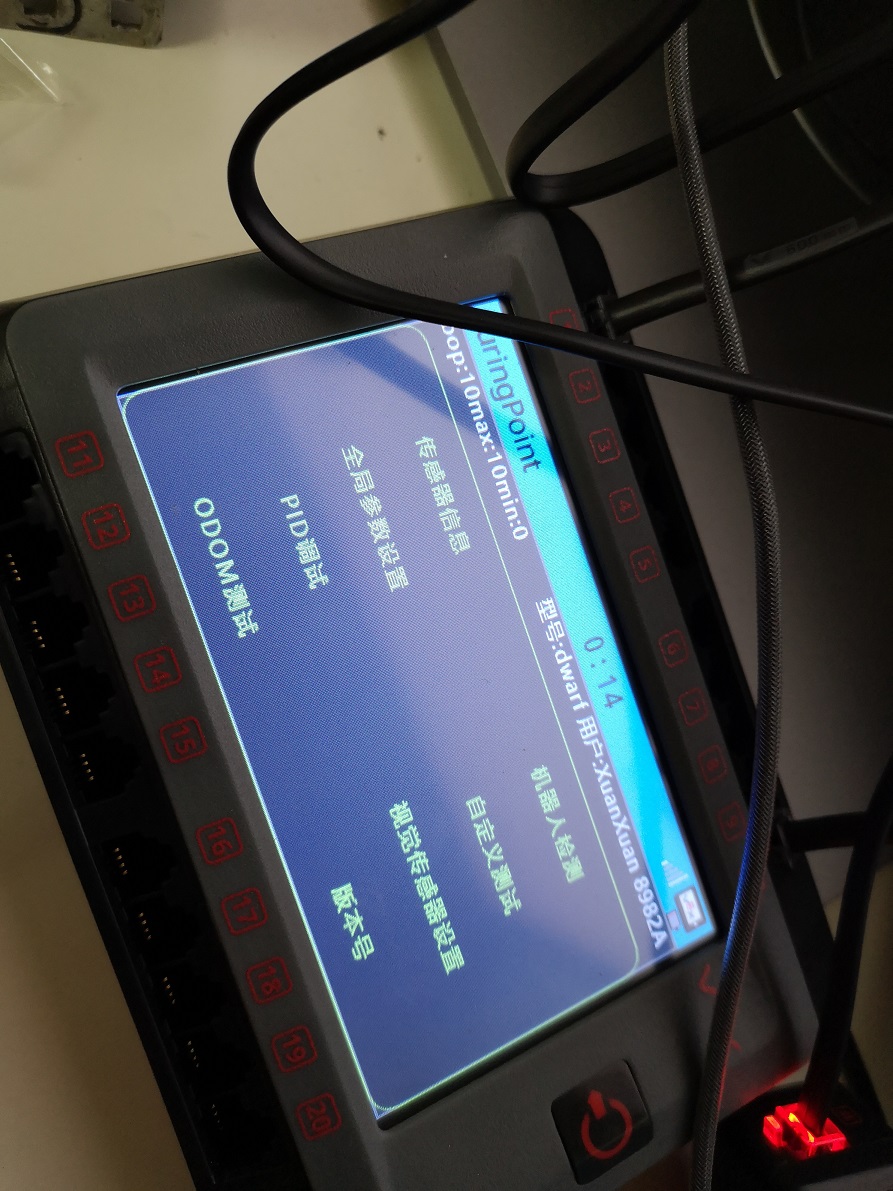 1 2 3 4 5 6 7 8 9
0:14
uringPoint
oop:10max:10min:0 型号:dwarf 用户:XuanXuan 8982A
传感器信息 机器人检测
全局参数设置 自定义测试
PID调试 视觉传感器设置
ODOM测试 版本号
11 12 13 14 15 16 17 18 19 20